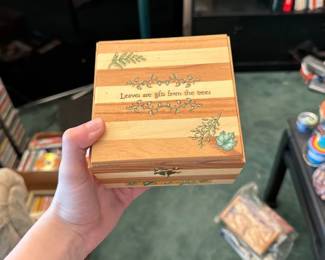 Leaves are gifts from the trees